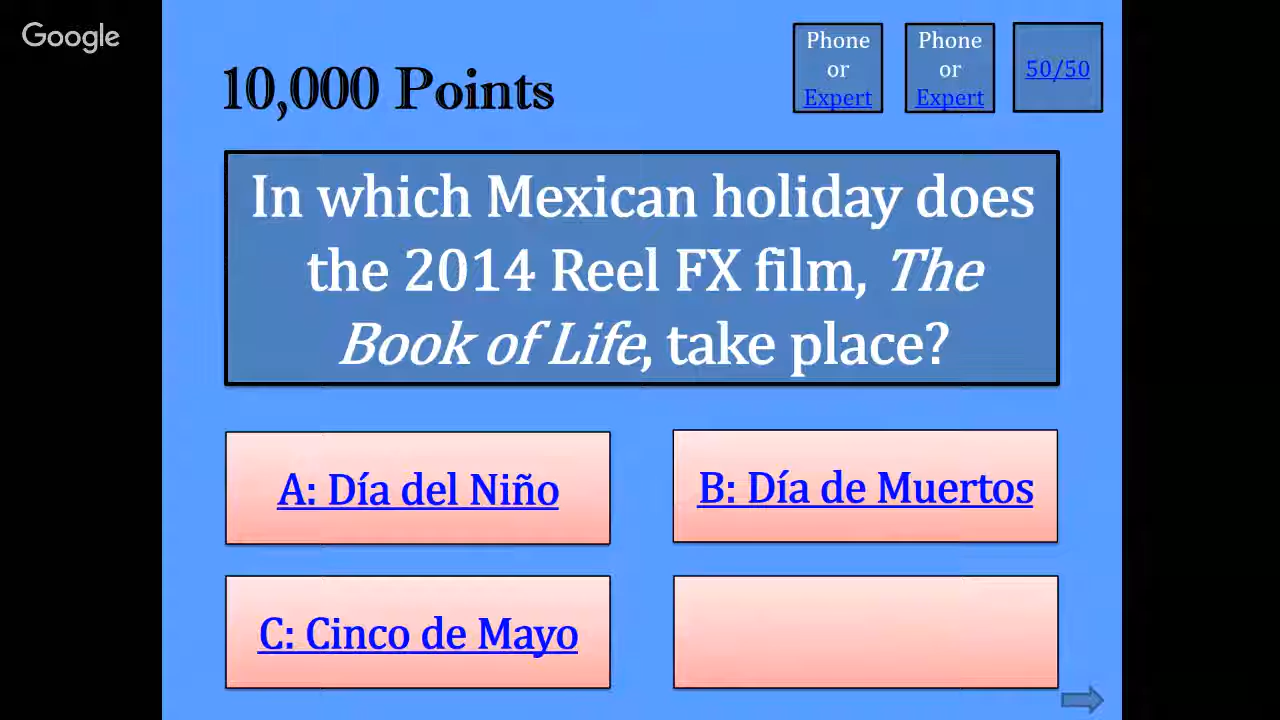 Google
10,000 Points
Phone
or
Expert
Phone
or
Expert
50/50
In which Mexican holiday does
the 2014 Reel FX film, The
Book of Life, take place?
A: Día del Niño
B: Día de Muertos
C: Cinco de Mayo